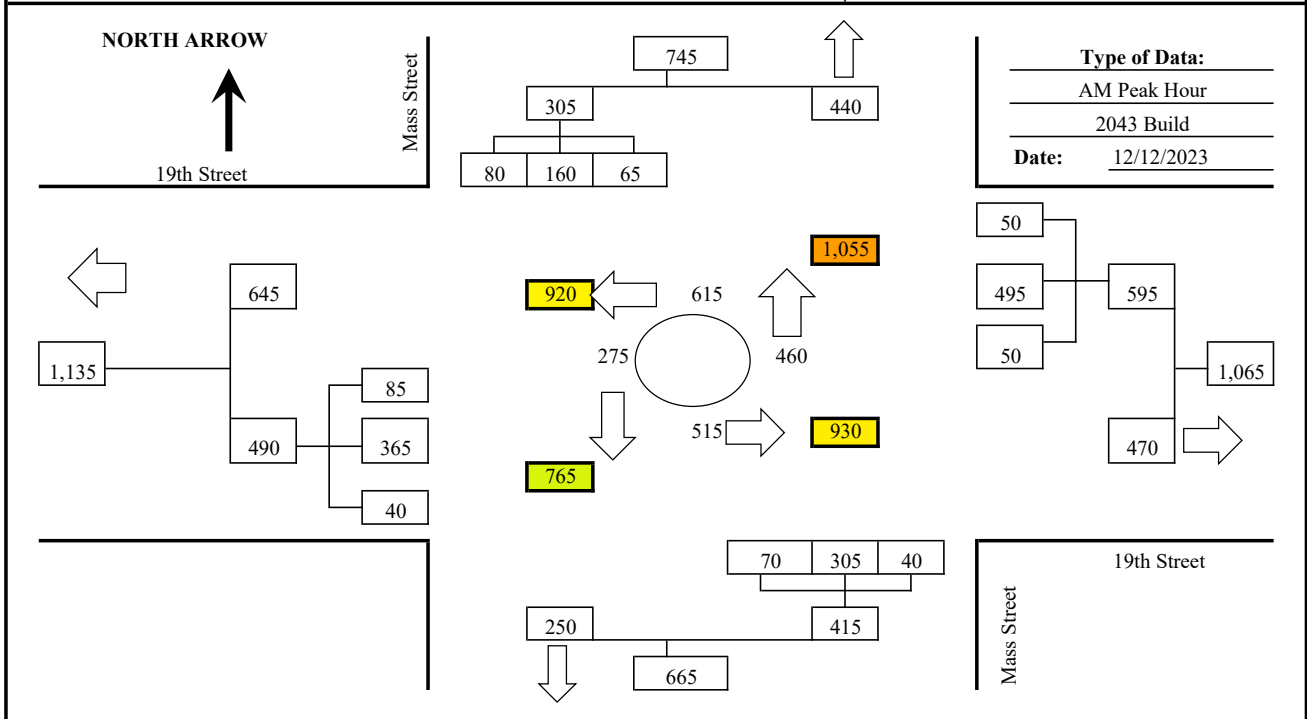 NORTH ARROW
19th Street
Mass Street
745
305
440
80 160 65
Type of Data:
AM Peak Hour
2043 Build
Date: 12/12/2023
50
495
50
595
1,065
470
1,055
920
615
275
460
515
930
765
645
1,135
490
85
365
40
70 305 40
250
415
665
Mass Street
19th Street